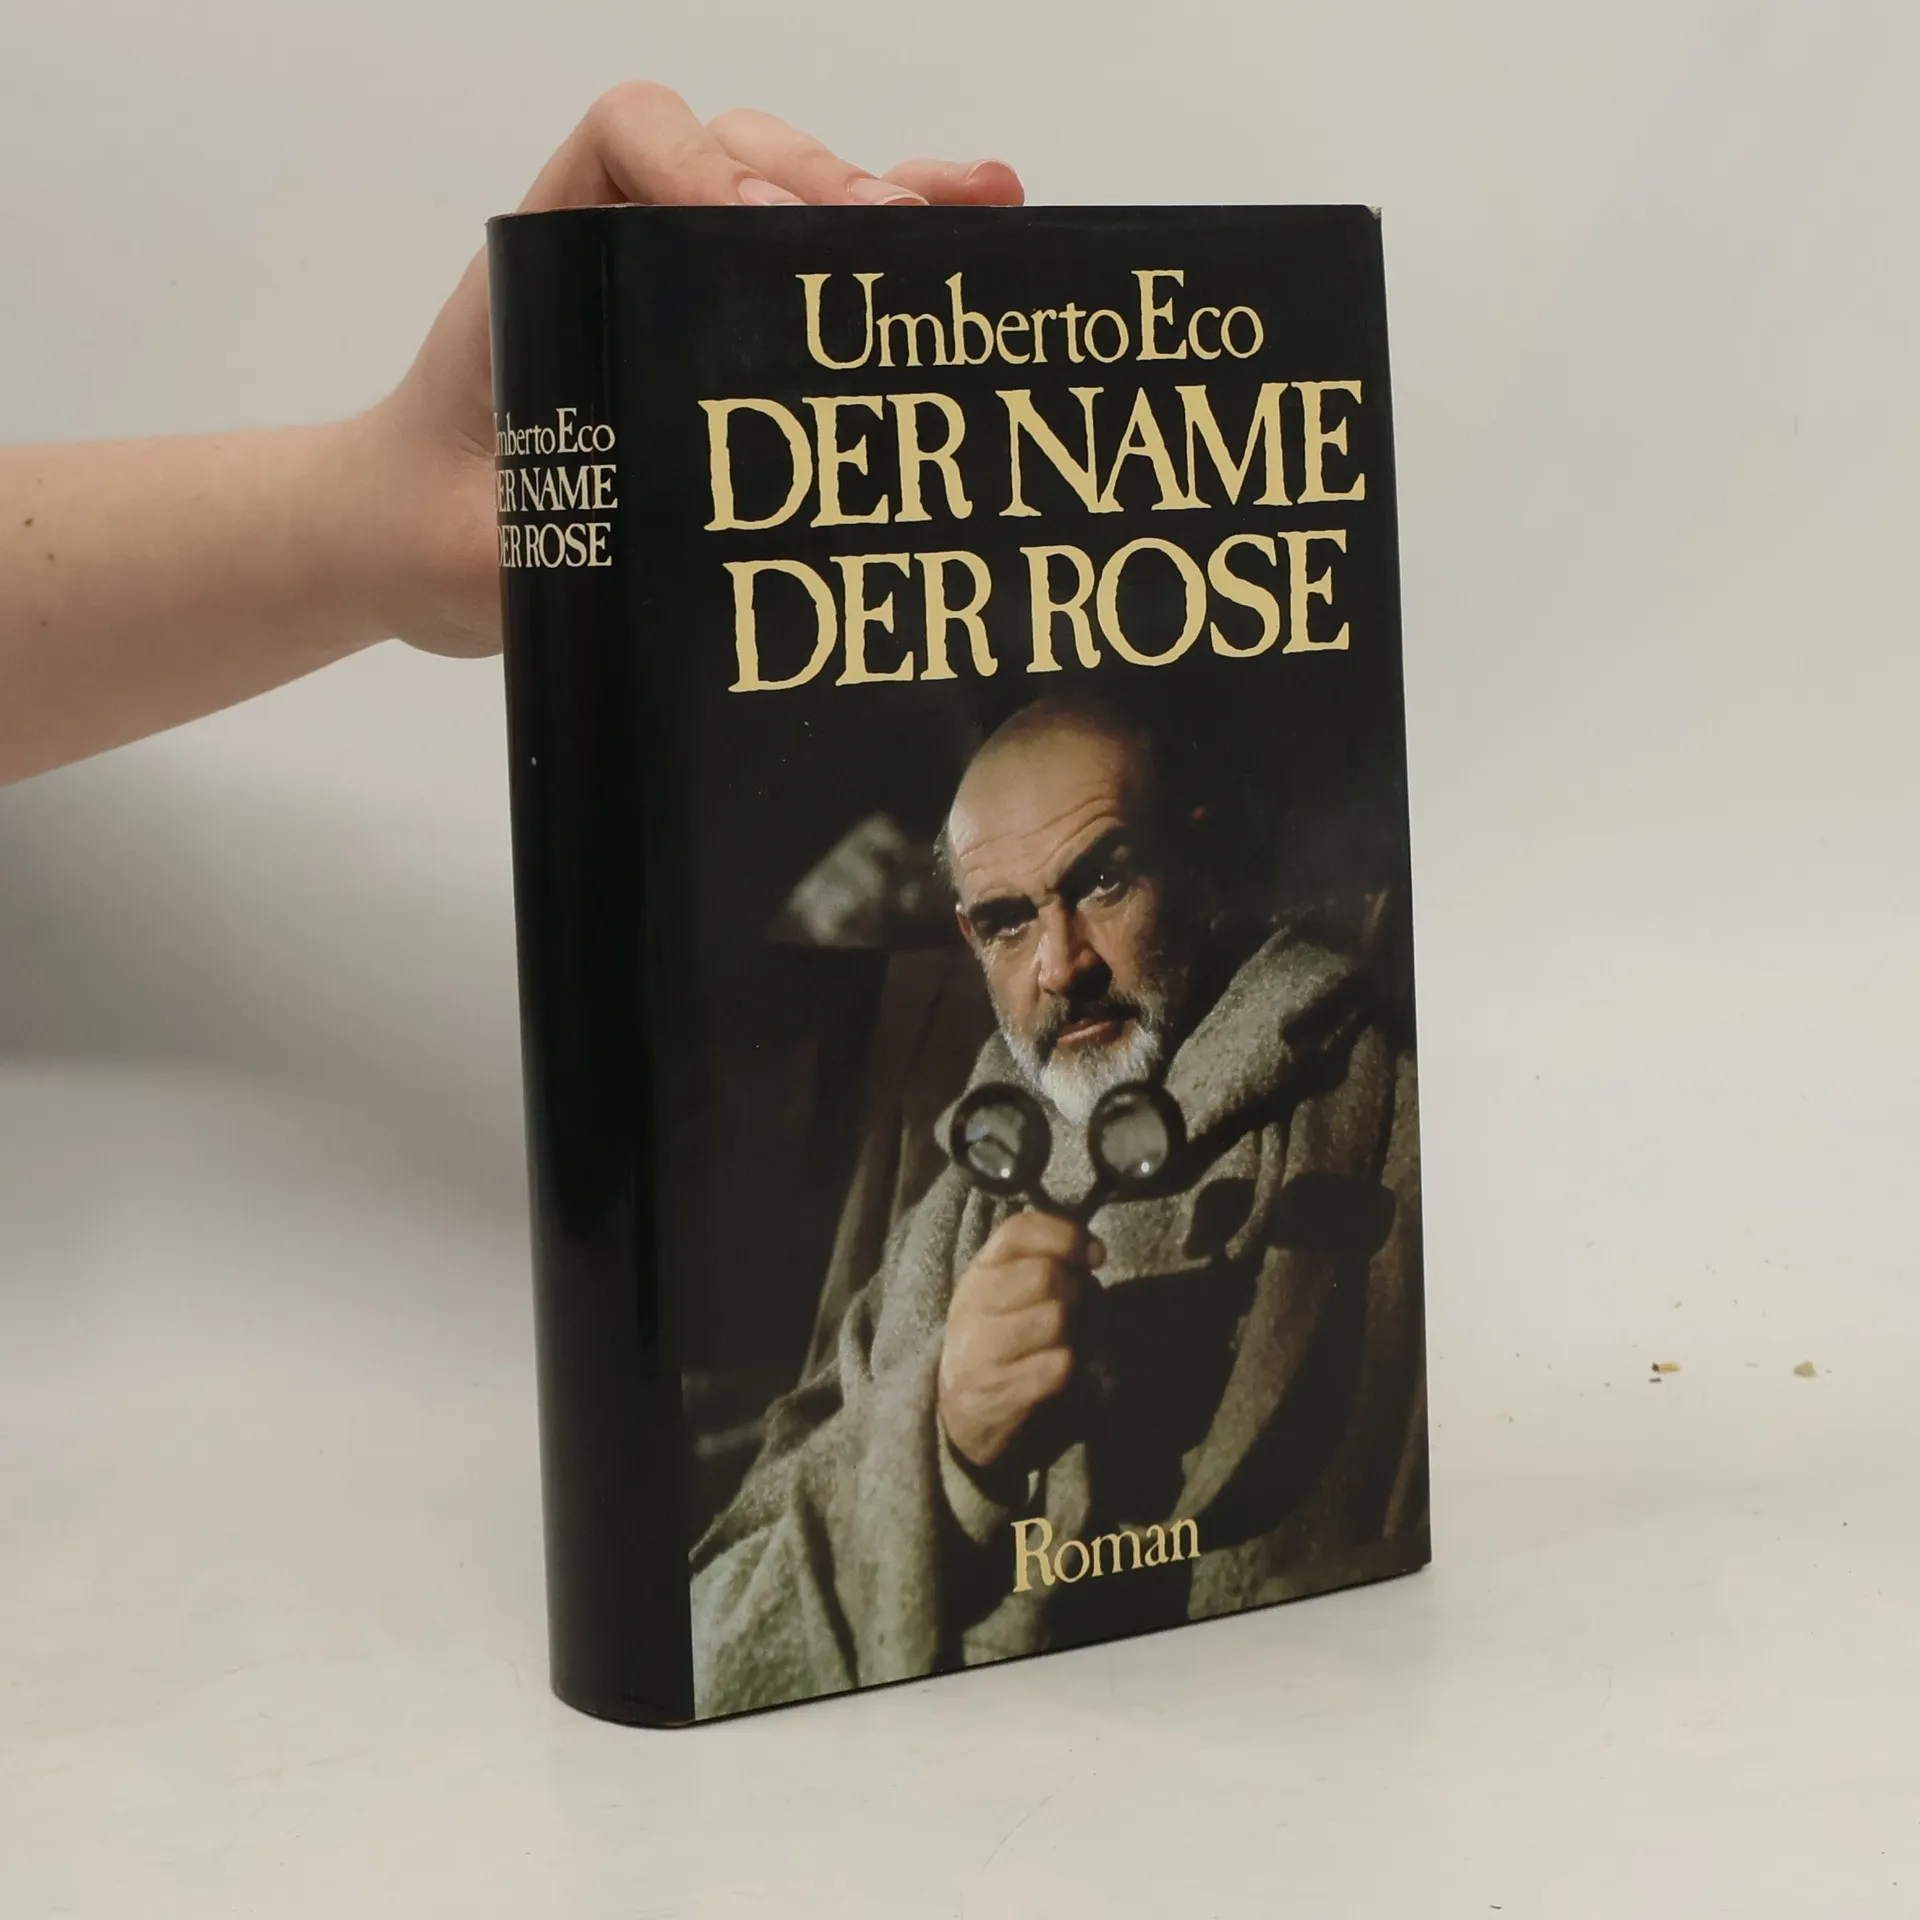 Umberto Eco
DER NAME
DER ROSE
Roman
Umberto Eco
DER NAME
DER ROSE